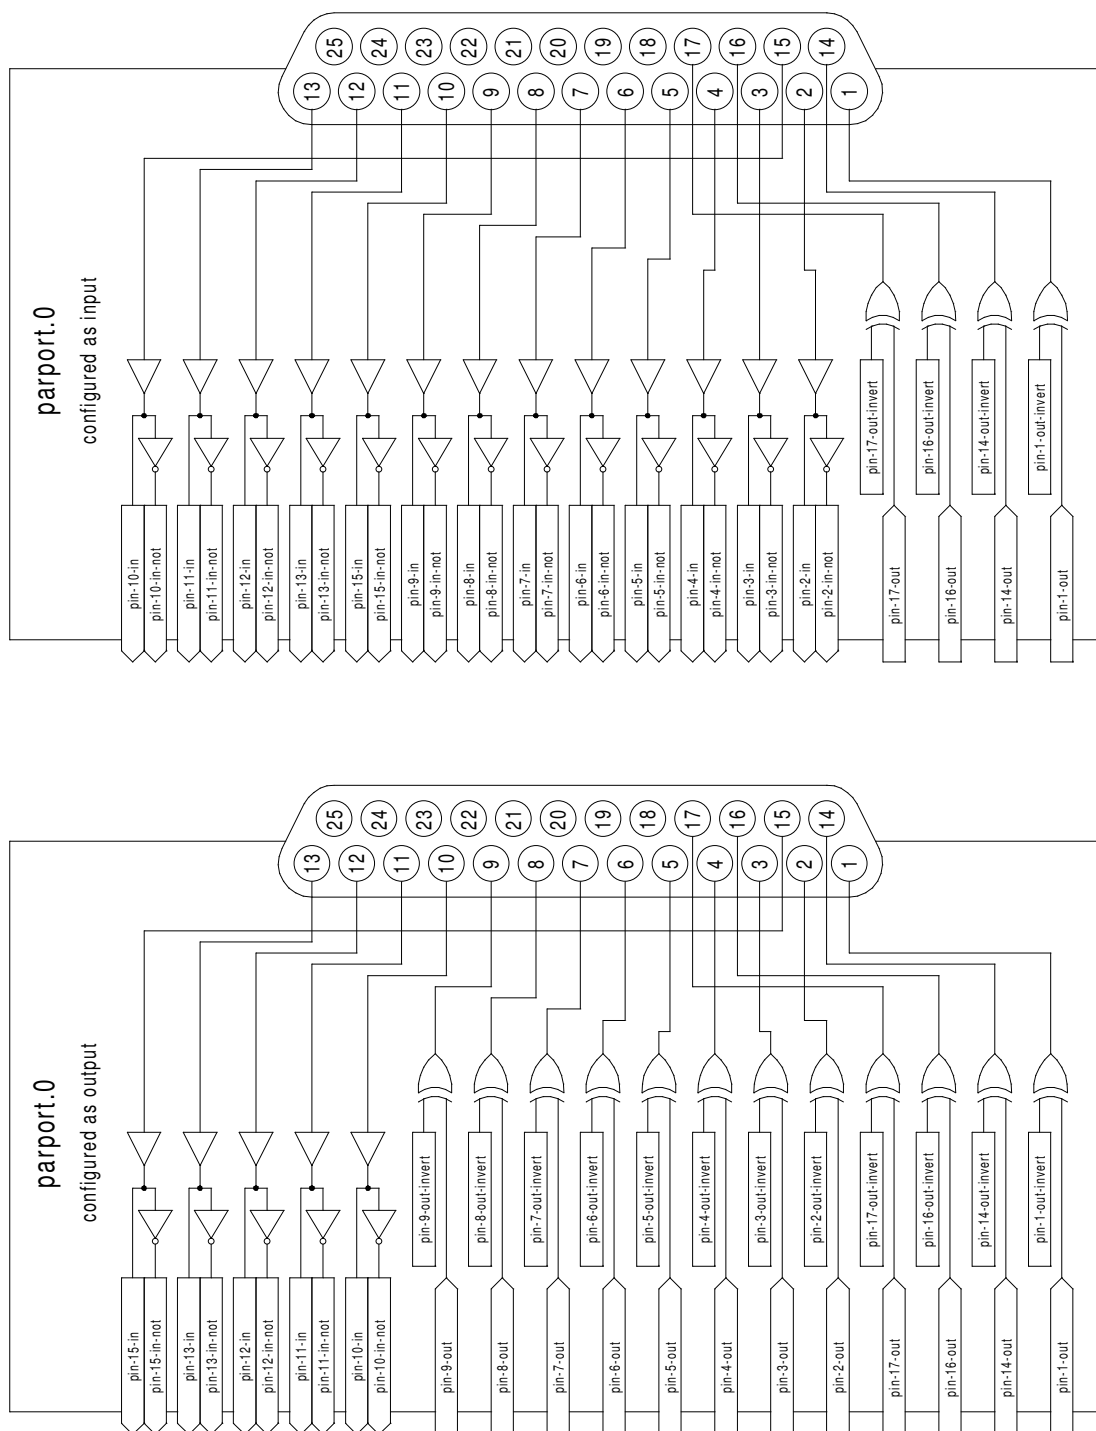 25
24
23
22
21
20
19
18
17
16
15
14
13
12
11
10
9
8
7
6
5
4
3
2
1
parport.0
configured as input
pin-17-out-invert
pin-16-out-invert
pin-14-out-invert
pin-1-out-invert
pin-10-in
pin-10-in-not
pin-11-in
pin-11-in-not
pin-12-in
pin-12-in-not
pin-13-in
pin-13-in-not
pin-15-in
pin-15-in-not
pin-9-in
pin-9-in-not
pin-8-in
pin-8-in-not
pin-7-in
pin-7-in-not
pin-6-in
pin-6-in-not
pin-5-in
pin-5-in-not
pin-4-in
pin-4-in-not
pin-3-in
pin-3-in-not
pin-2-in
pin-2-in-not
pin-17-out
pin-16-out
pin-14-out
pin-1-out
25
24
23
22
21
20
19
18
17
16
15
14
13
12
11
10
9
8
7
6
5
4
3
2
1
parport.0
configured as output
pin-9-out-invert
pin-8-out-invert
pin-7-out-invert
pin-6-out-invert
pin-5-out-invert
pin-4-out-invert
pin-3-out-invert
pin-2-out-invert
pin-17-out-invert
pin-16-out-invert
pin-14-out-invert
pin-1-out-invert
pin-15-in
pin-15-in-not
pin-13-in
pin-13-in-not
pin-12-in
pin-12-in-not
pin-11-in
pin-11-in-not
pin-10-in
pin-10-in-not
pin-9-out
pin-8-out
pin-7-out
pin-6-out
pin-5-out
pin-4-out
pin-3-out
pin-2-out
pin-17-out
pin-16-out
pin-14-out
pin-1-out